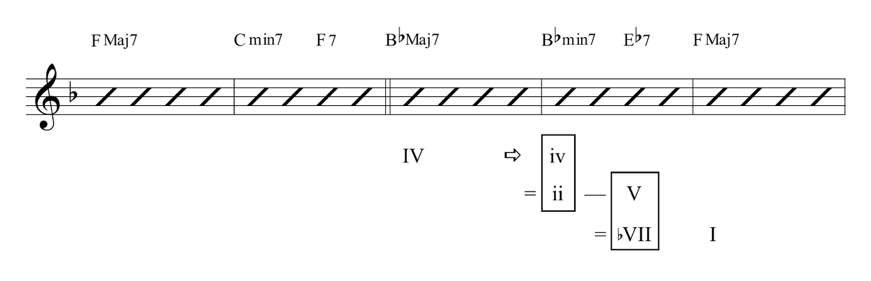 F Maj7 C min7 F 7 B♭Maj7 B♭min7 E♭7 F Maj7
IV ⇨ iv
= ii — V
= ♭VII I